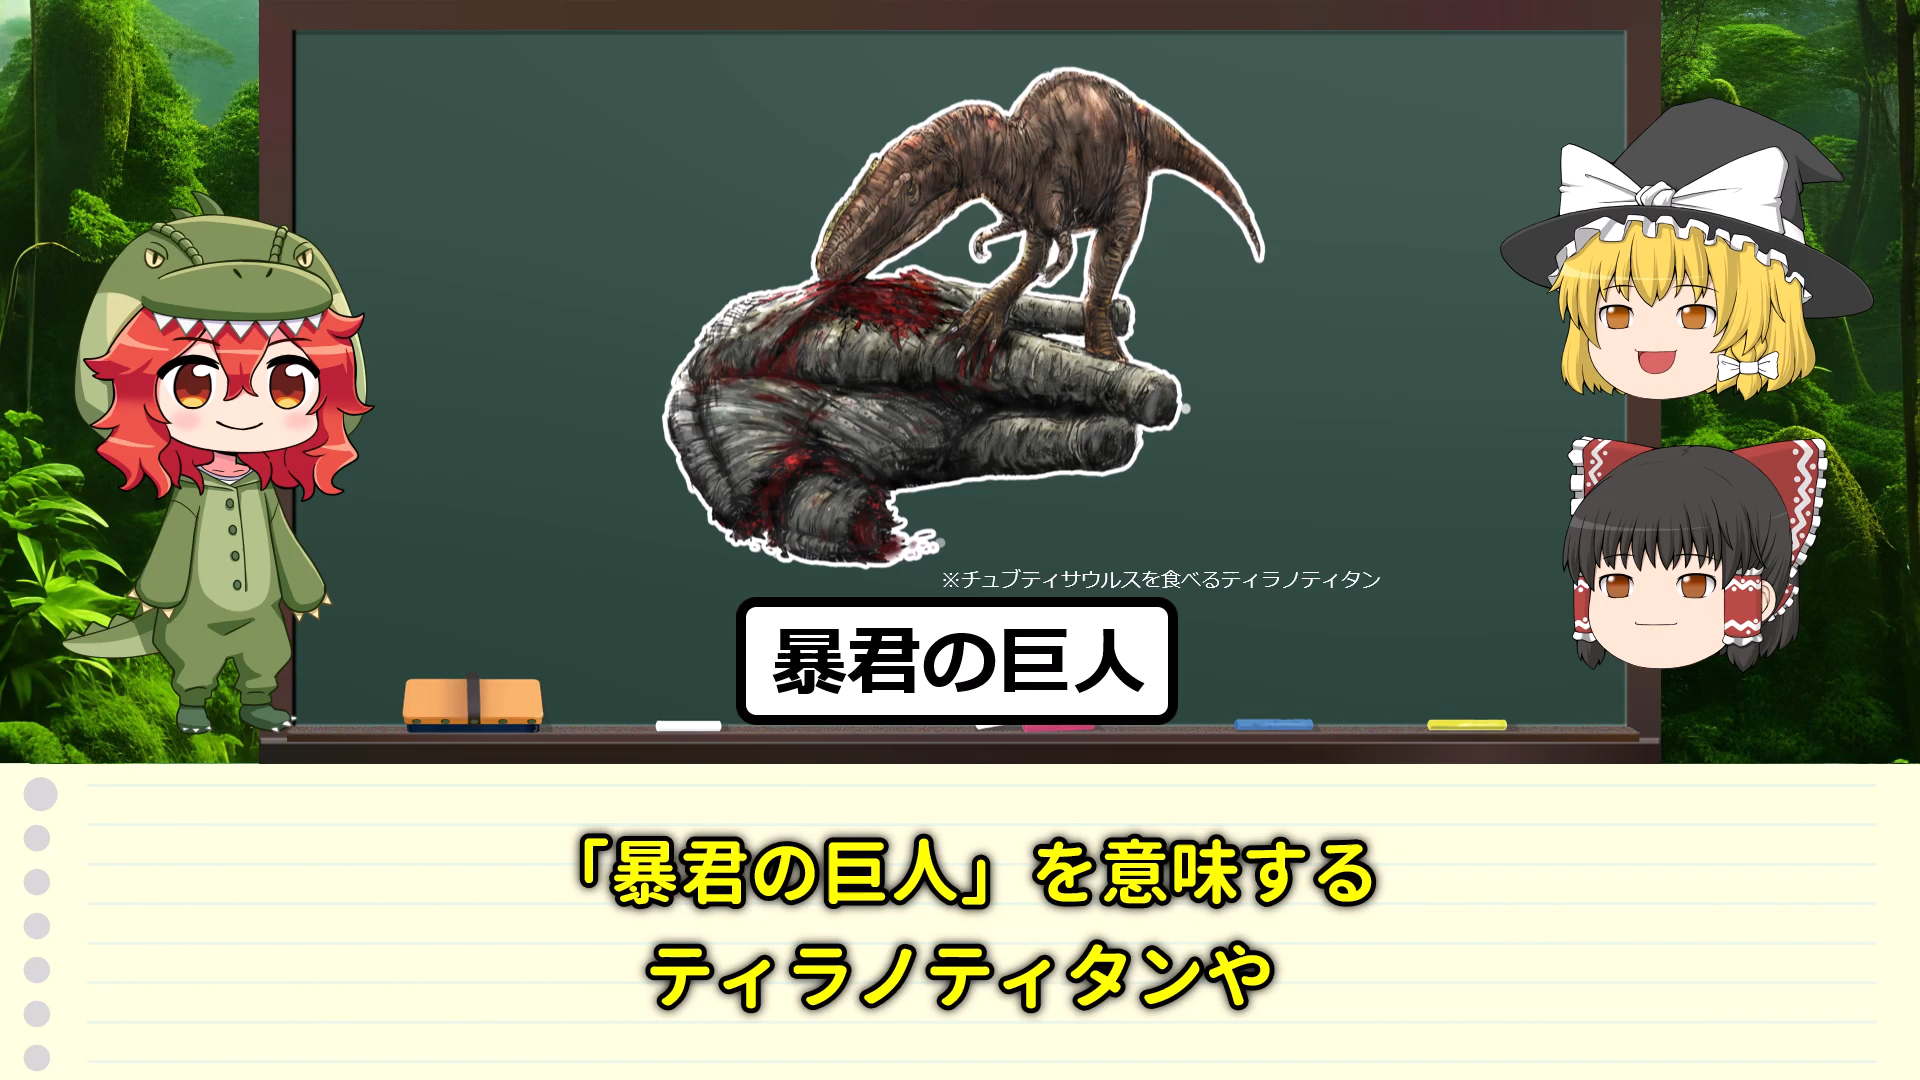 ※チュブティサウルスを食べるティラノティタン
暴君の巨人
「暴君の巨人」を意味する
ティラノティタンや